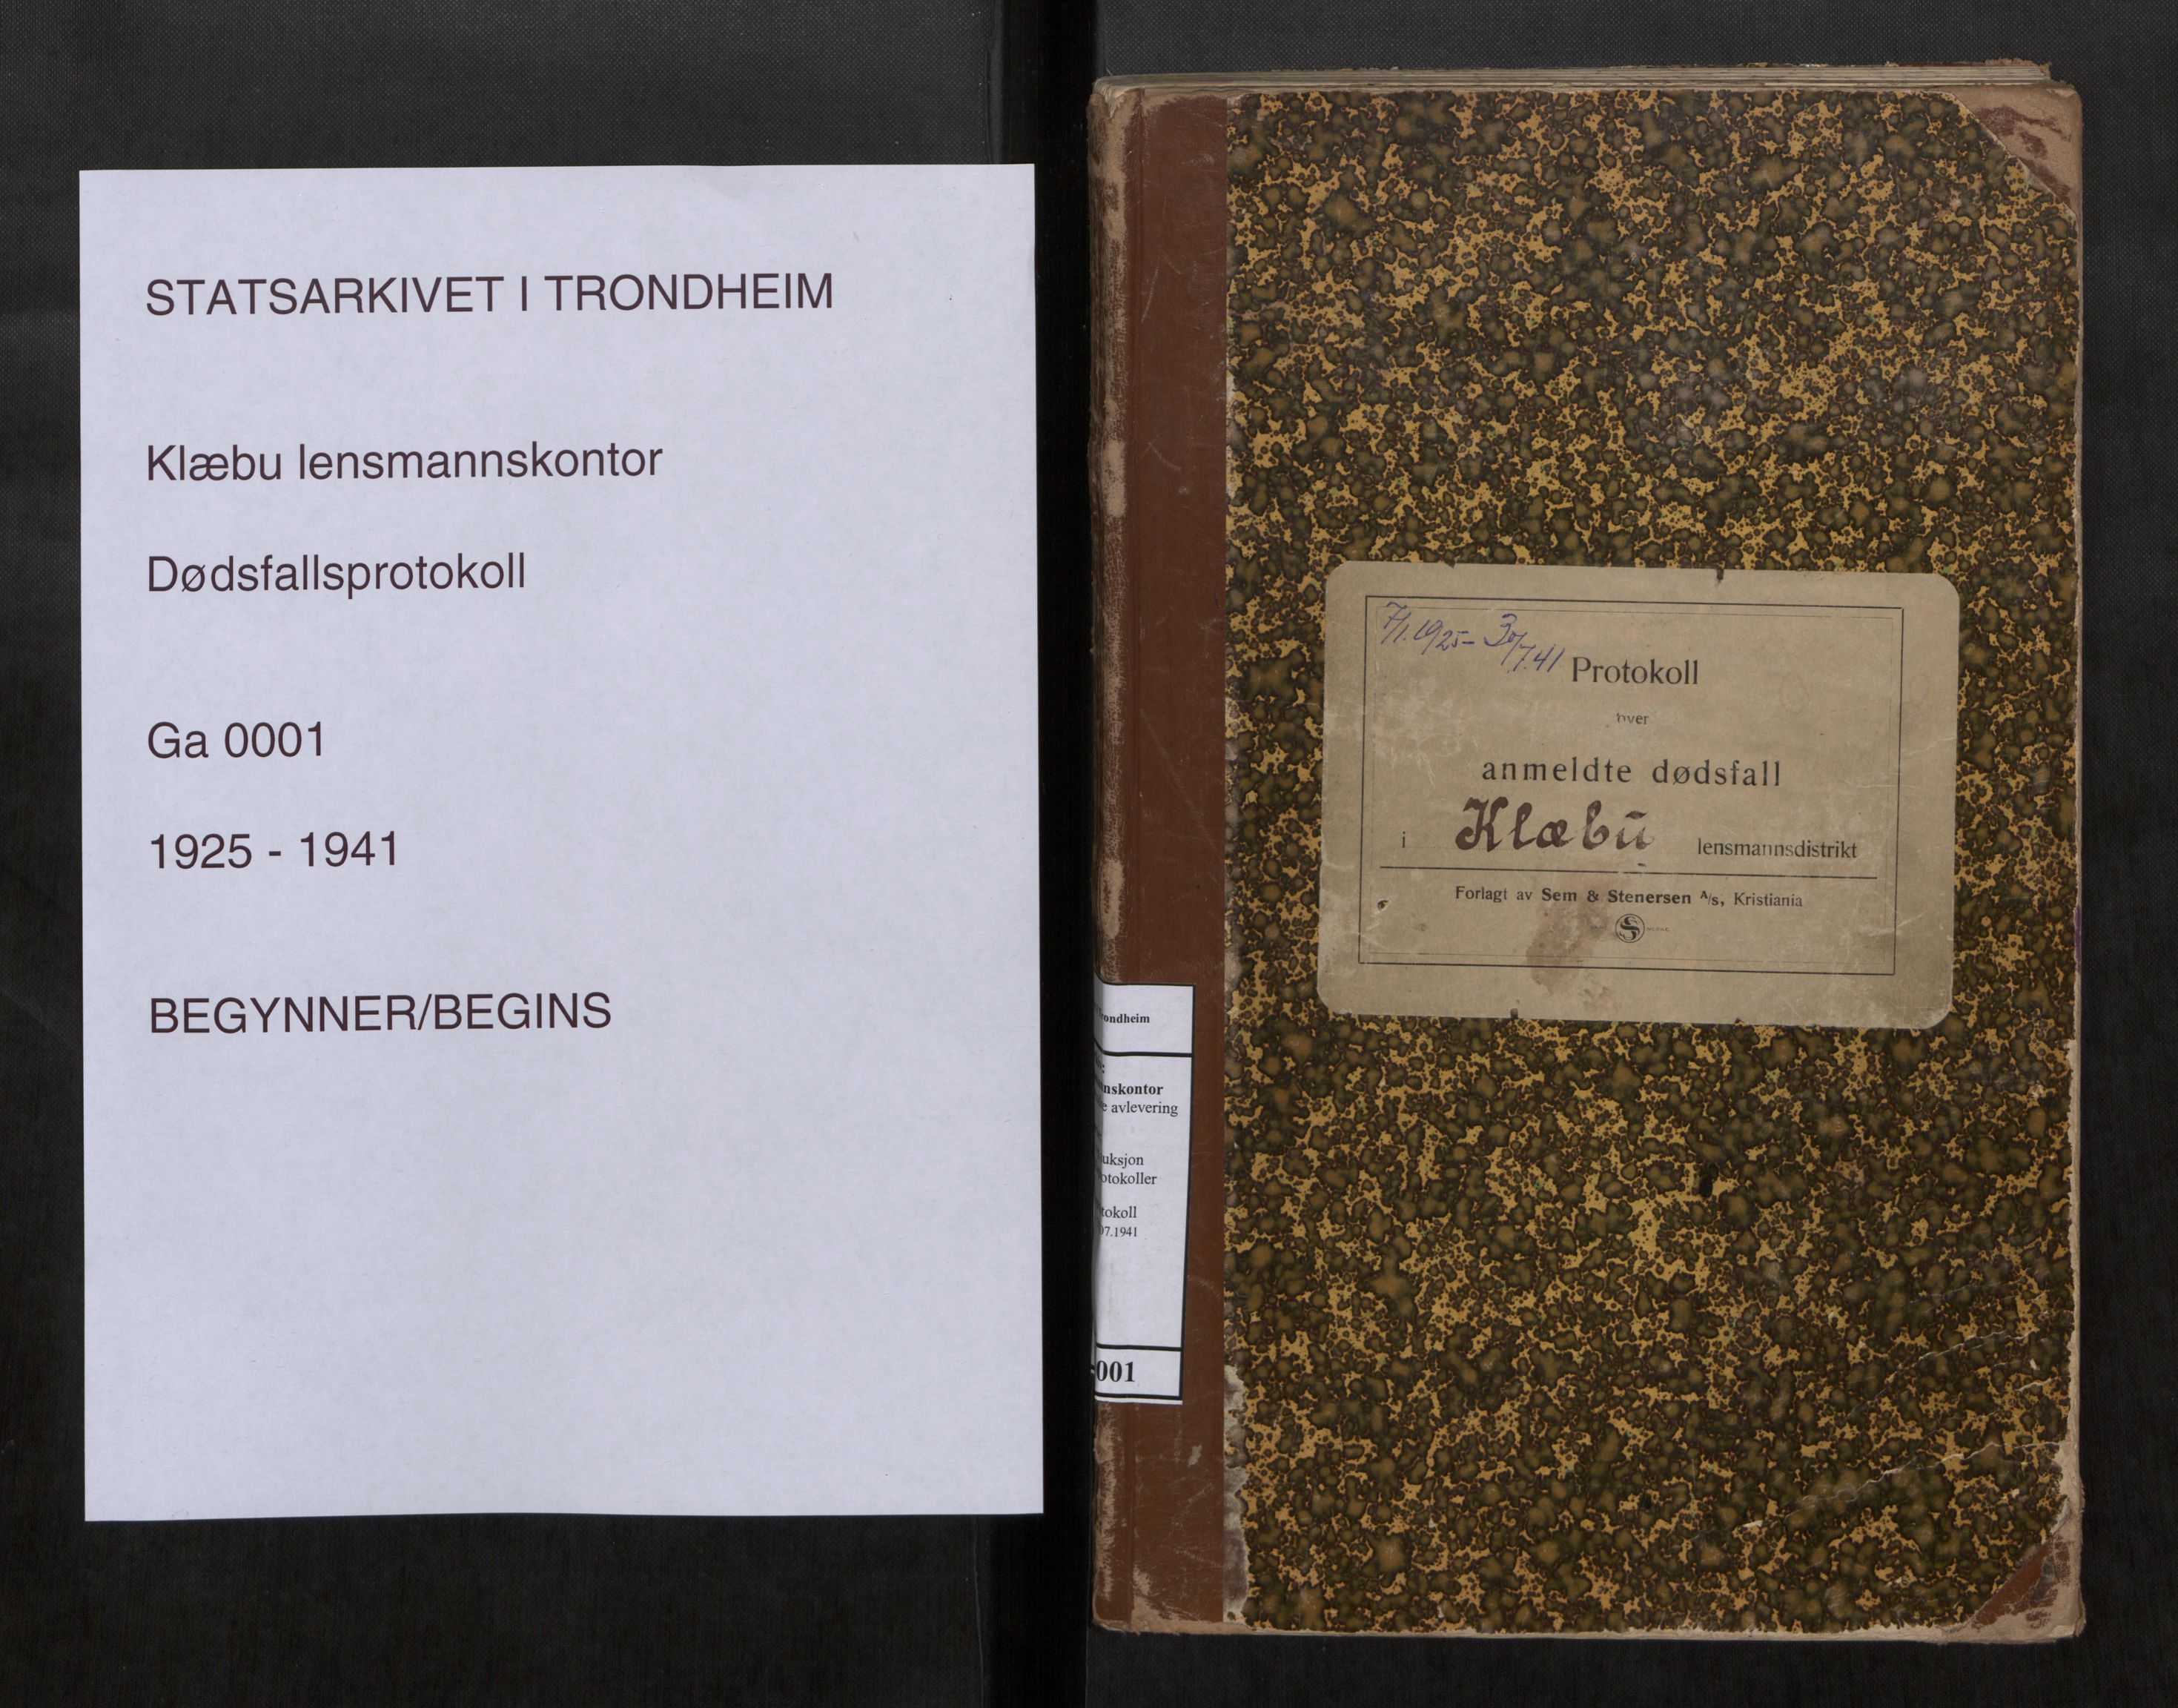 STATSARKIVET I TRONDHEIM
Klæbu lensmannskontor
Dødsfallsprotokoll
Ga 0001
1925 - 1941
BEGYNNER/BEGINS
7/1.1925- 30/7.41
Protokoll
over
anmeldte dødsfall
i Klæbu lensmannsdistrikt
Forlagt av Sem & Stenersen A/s, Kristiania
ondheim
nskontor
avlevering
uksjon
otokoller
tokoll
07.1941
001